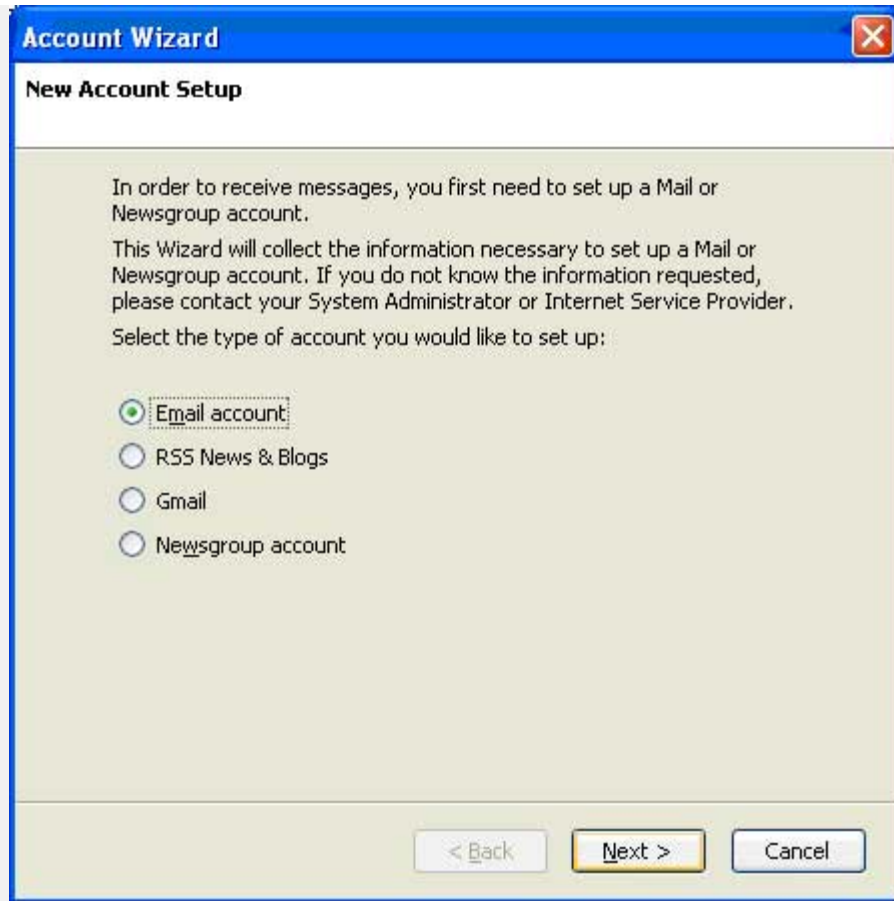 Account Wizard
New Account Setup
In order to receive messages, you first need to set up a Mail or
Newsgroup account.
This Wizard will collect the information necessary to set up a Mail or
Newsgroup account. If you do not know the information requested,
please contact your System Administrator or Internet Service Provider.
Select the type of account you would like to set up:
Email account
RSS News & Blogs
Gmail
Newsgroup account
< Back Next > Cancel